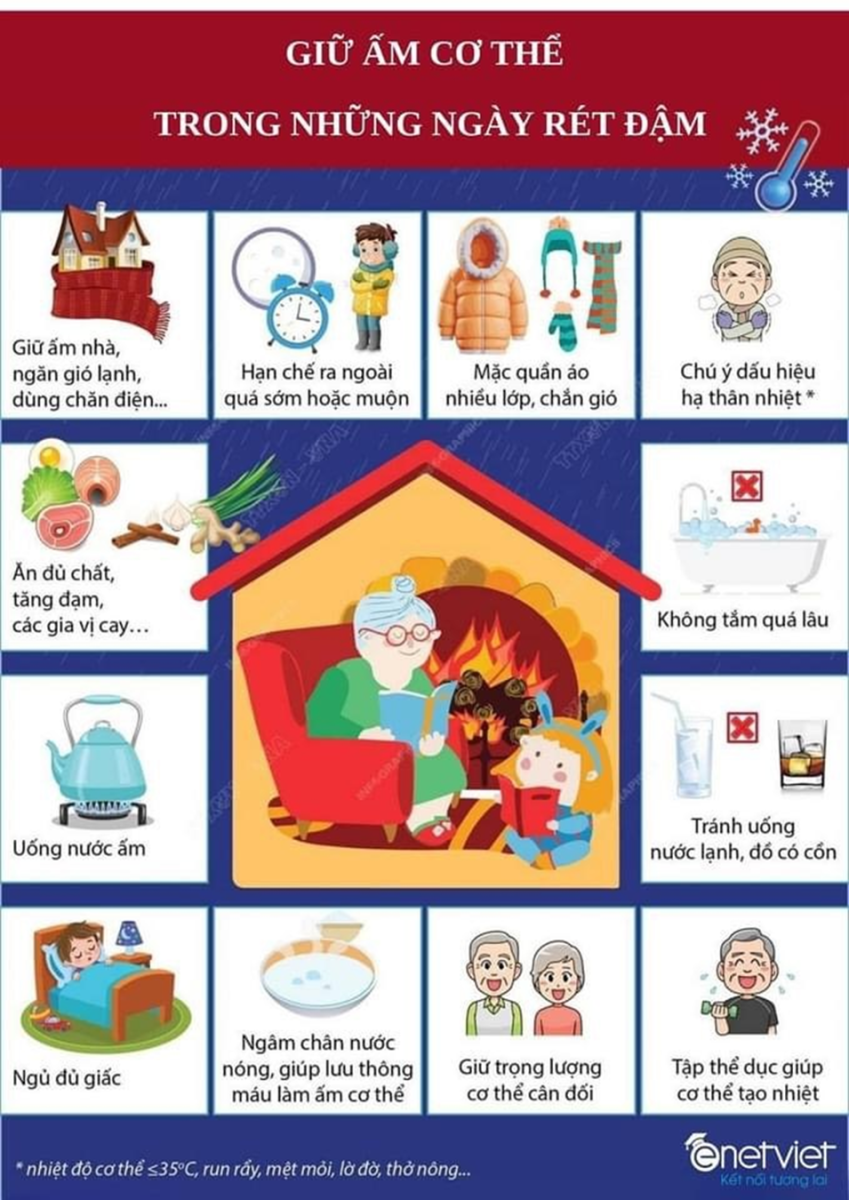 GIỮ ẤM CƠ THỂ
TRONG NHỮNG NGÀY RÉT ĐẬM
Giữ ấm nhà,
ngăn gió lạnh,
dùng chăn điện...
Hạn chế ra ngoài
quá sớm hoặc muộn
Mặc quần áo
nhiều lớp, chắn gió
Chú ý dấu hiệu
hạ thân nhiệt *
Ăn đủ chất,
tăng đạm,
các gia vị cay...
Không tắm quá lâu
Uống nước ấm
Tránh uống
nước lạnh, đồ có cồn
Ngủ đủ giấc
Ngâm chân nước
nóng, giúp lưu thông
máu làm ấm cơ thể
Giữ trọng lượng
cơ thể cân đối
Tập thể dục giúp
cơ thể tạo nhiệt
* nhiệt độ cơ thể ≤35°C, run rẩy, mệt mỏi, lờ đờ, thở nông...
enetviet
Kết nối tương lai